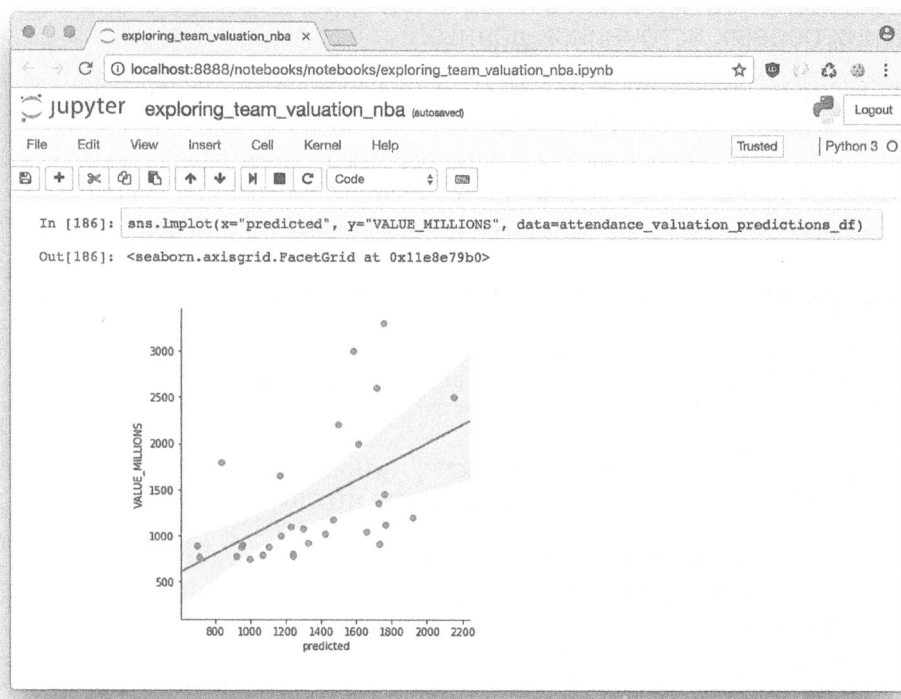 exploring_team_valuation_nba ×
localhost:8888/notebooks/notebooks/exploring_team_valuation_nba.ipynb
jupyter exploring_team_valuation_nba (autosaved)
Logout
File Edit View Insert Cell Kernel Help
Trusted
Python 3
Code
In [186]: sns.lmplot(x="predicted", y="VALUE_MILLIONS", data=attendance_valuation_predictions_df)
Out[186]: <seaborn.axisgrid.FacetGrid at 0x11e8e79b0>
3000
2500
2000
1500
1000
500
VALUE_MILLIONS
800 1000 1200 1400 1600 1800 2000 2200
predicted